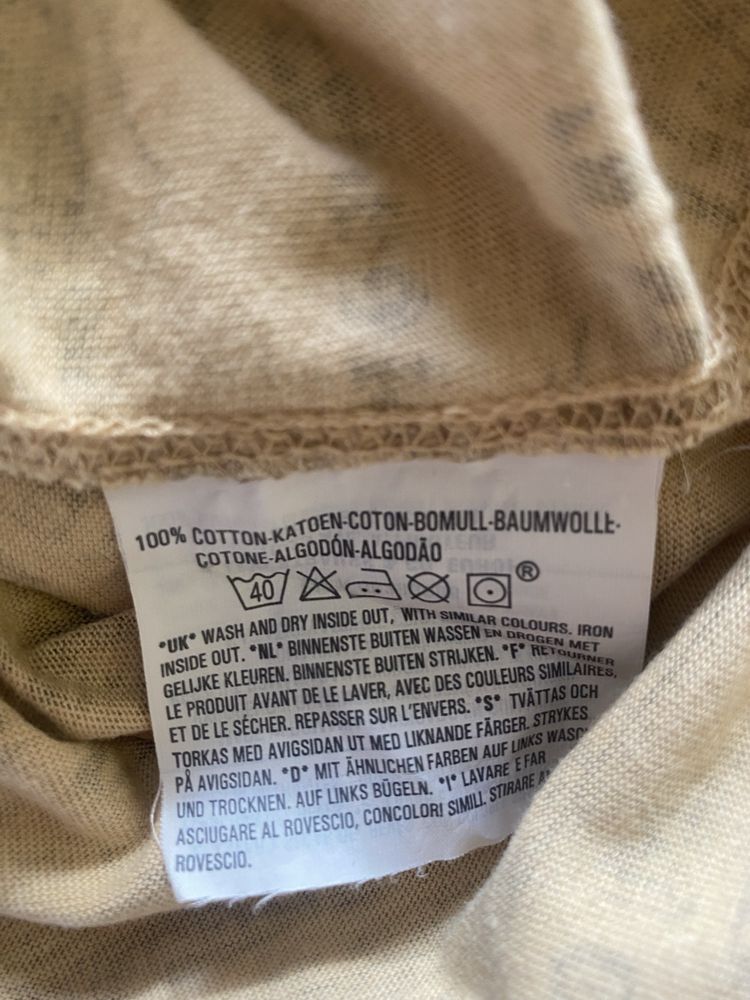 100% COTTON-KATOEN-COTON-BOMULL-BAUMWOLLE-
COTONE-ALGODÓN-ALGODÃO
40 ®
*UK* WASH AND DRY INSIDE OUT, WITH SIMILAR COLOURS. IRON
INSIDE OUT. *NL* BINNENSTE BUITEN WASSEN EN DROGEN MET
GELIJKE KLEUREN. BINNENSTE BUITEN STRIJKEN. *F* RETOURNER
LE PRODUIT AVANT DE LE LAVER, AVEC DES COULEURS SIMILAIRES,
ET DE LE SÉCHER. REPASSER SUR L'ENVERS. *S* TVÄTTAS OCH
TORKAS MED AVIGSIDAN UT MED LIKNANDE FÄRGER. STRYKES
PÅ AVIGSIDAN. *D* MIT ÄHNLICHEN FARBEN AUF LINKS
UND TROCKNEN. AUF LINKS BÜGELN. *I* LAVARE E FAR
ASCIUGARE AL ROVESCIO, CONCOLORI SIMILI. STIRARE
ROVESCIO.